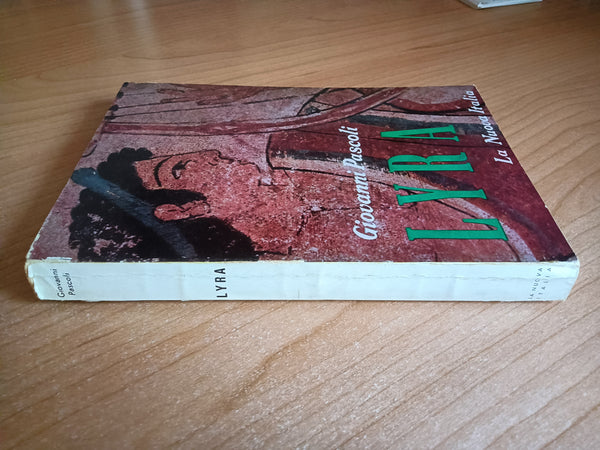 Giovanni Pascoli
LYRA
La Nuova Italia
Giovanni
Pascoli
LYRA
LA NUOVA
ITALIA